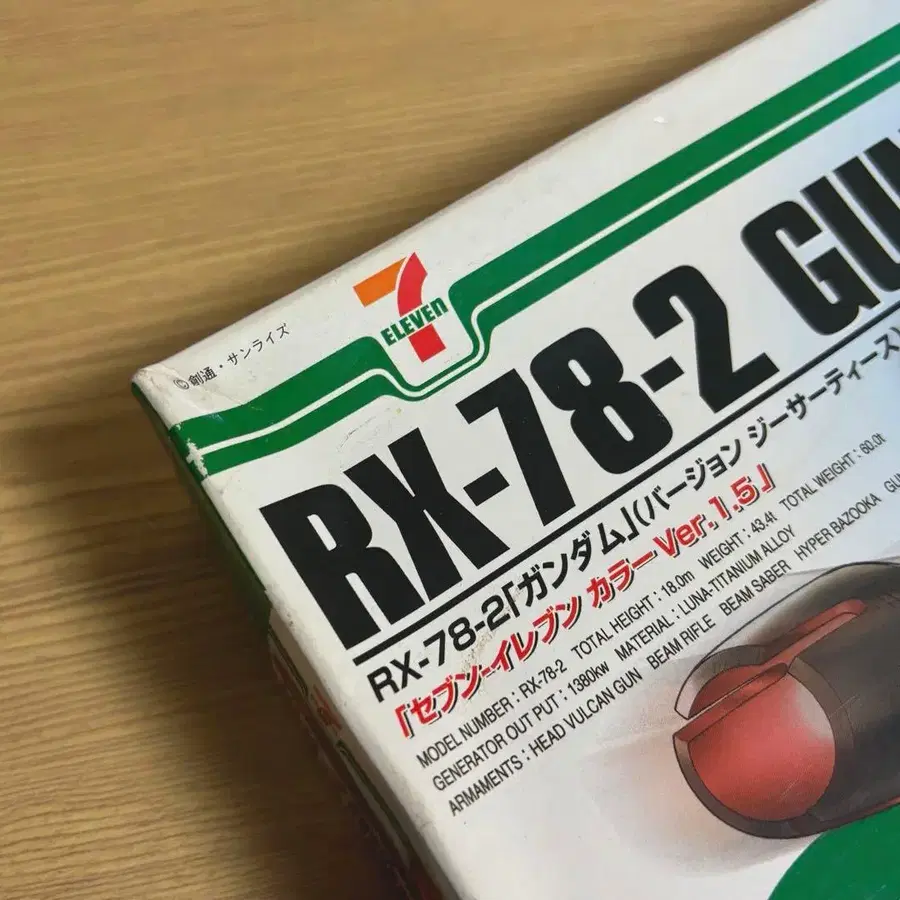 ©創通・サンライズ
7
ELEVEn
RX-78-2 GU
RX-78-2「ガンダム」(バージョン ジーサーティース)
「セブン-イレブン カラーVer.1.5」
MODEL NUMBER : RX-78-2 TOTAL HEIGHT : 18.0m WEIGHT : 43.4t TOTAL WEIGHT : 60.0t
GENERATOR OUT PUT : 1380kw MATERIAL : LUNA-TITANIUM ALLOY
ARMAMENTS : HEAD VULCAN GUN BEAM RIFLE BEAM SABER HYPER BAZOOKA